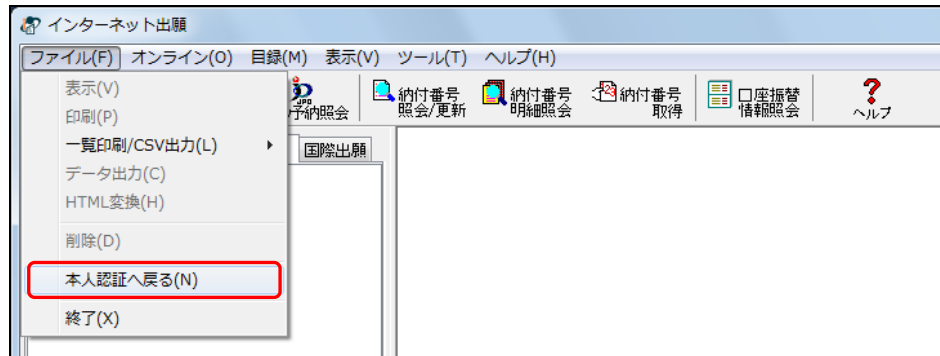 インターネット出願
ファイル(F) オンライン(O) 目録(M) 表示(V) ツール(T) ヘルプ(H)
表示(V)
印刷(P)
一覧印刷/CSV出力(L)
データ出力(C)
HTML変換(H)
削除(D)
本人認証へ戻る(N)
終了(X)
JPO
予納照会
納付番号
照会/更新
納付番号
明細照会
納付番号
取得
口座振替
情報照会
ヘルプ
国際出願